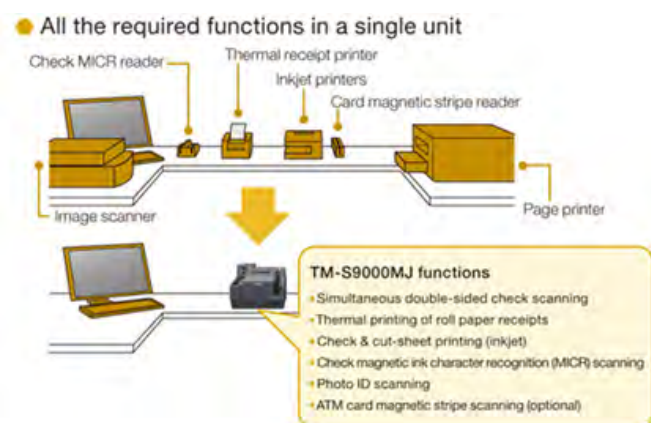 All the required functions in a single unit
Check MICR reader
Thermal receipt printer
Inkjet printers
Card magnetic stripe reader
Image scanner
Page printer
TM-S9000MJ functions
Simultaneous double-sided check scanning
Thermal printing of roll paper receipts
Check & cut-sheet printing (inkjet)
Check magnetic ink character recognition (MICR) scanning
Photo ID scanning
ATM card magnetic stripe scanning (optional)